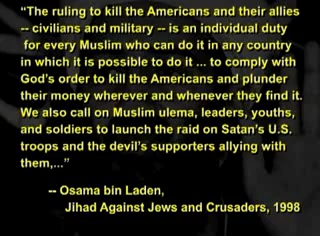 “The ruling to kill the Americans and their allies
-- civilians and military -- is an individual duty
for every Muslim who can do it in any country
in which it is possible to do it ... to comply with
God’s order to kill the Americans and plunder
their money wherever and whenever they find it.
We also call on Muslim ulema, leaders, youths,
and soldiers to launch the raid on Satan’s U.S.
troops and the devil’s supporters allying with
them,...”
-- Osama bin Laden,
Jihad Against Jews and Crusaders, 1998